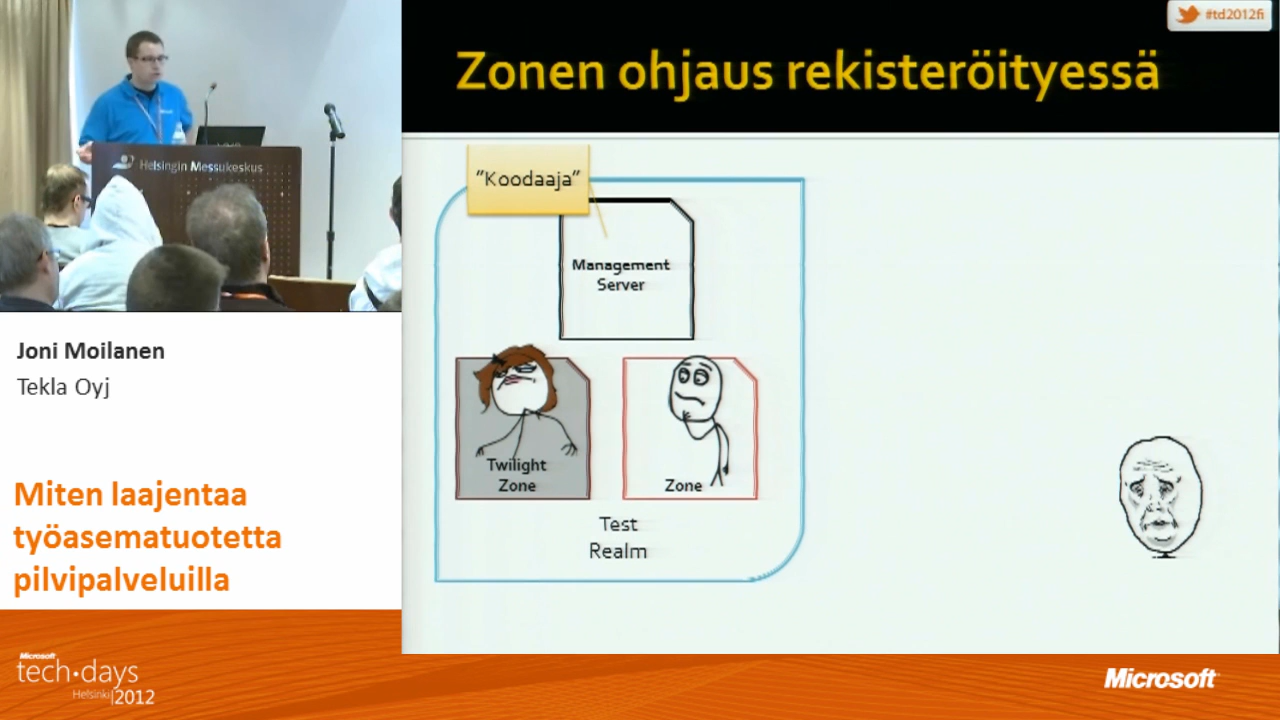 #td2012fi
Zonen ohjaus rekisteröityessä
"Koodaaja"
Management
Server
Twilight
Zone
Zone
Test
Realm
Helsingin Messukeskus
Joni Moilanen
Tekla Oyj
Miten laajentaa
työasematuotetta
pilvipalveluilla
Microsoft
tech·days
Helsinki|2012
Microsoft